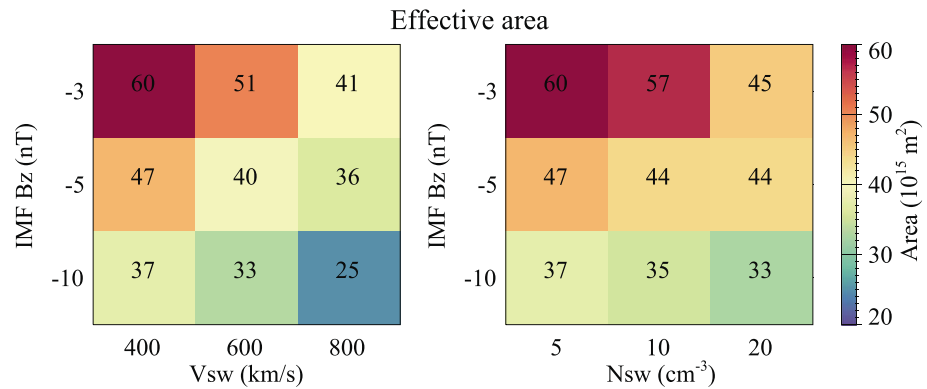 Effective area
IMF Bz (nT)
-3 60 51 41
-5 47 40 36
-10 37 33 25
400 600 800
Vsw (km/s)
IMF Bz (nT)
60 57 45
47 44 44
37 35 33
5 10 20
Nsw (cm⁻³)
60
50
40
30
20
Area (10¹⁵ m²)